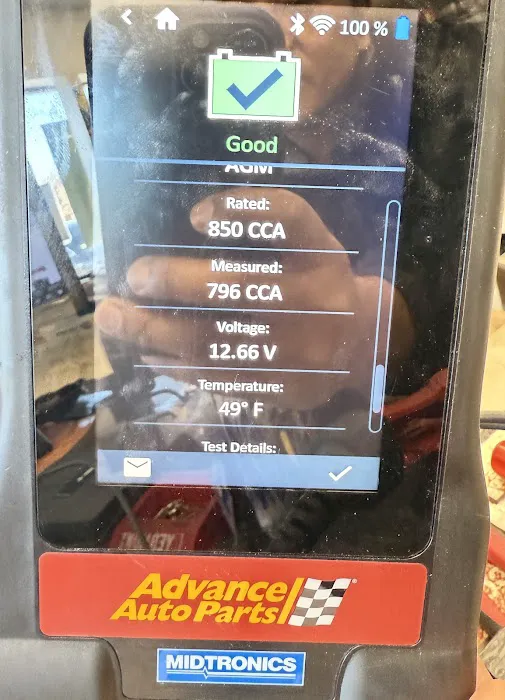 100 %
Good
AGM
Rated:
850 CCA
Measured:
796 CCA
Voltage:
12.66 V
Temperature:
49° F
Test Details:
Advance
Auto Parts
MIDTRONICS